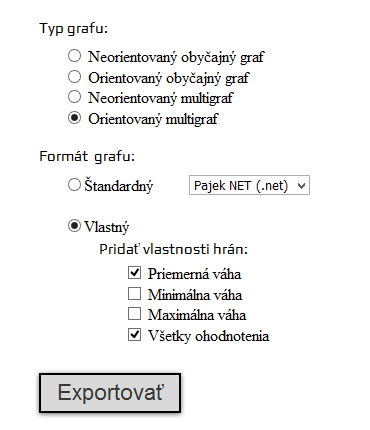 Typ grafu:
Neorientovaný obyčajný graf
Orientovaný obyčajný graf
Neorientovaný multigraf
Orientovaný multigraf
Formát grafu:
Štandardný Pajek NET (.net)
Vlastný
Pridať vlastnosti hrán:
Priemerná váha
Minimálna váha
Maximálna váha
Všetky ohodnotenia
Exportovať